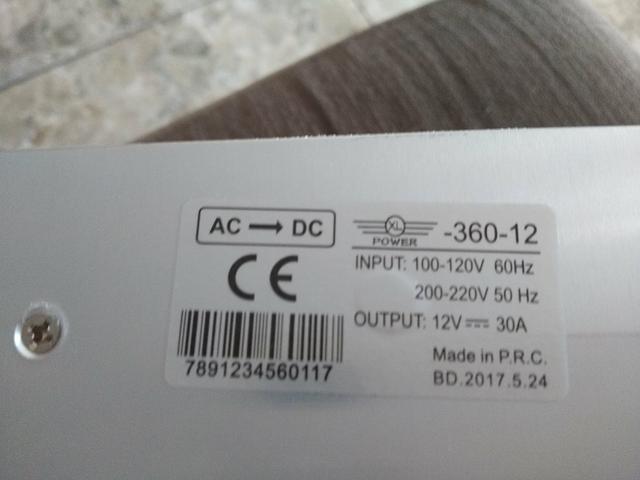 AC → DC
XL
POWER
-360-12
INPUT: 100-120V 60Hz
200-220V 50 Hz
OUTPUT: 12V⎓ 30A
CE
7891234560117
Made in P.R.C.
BD.2017.5.24